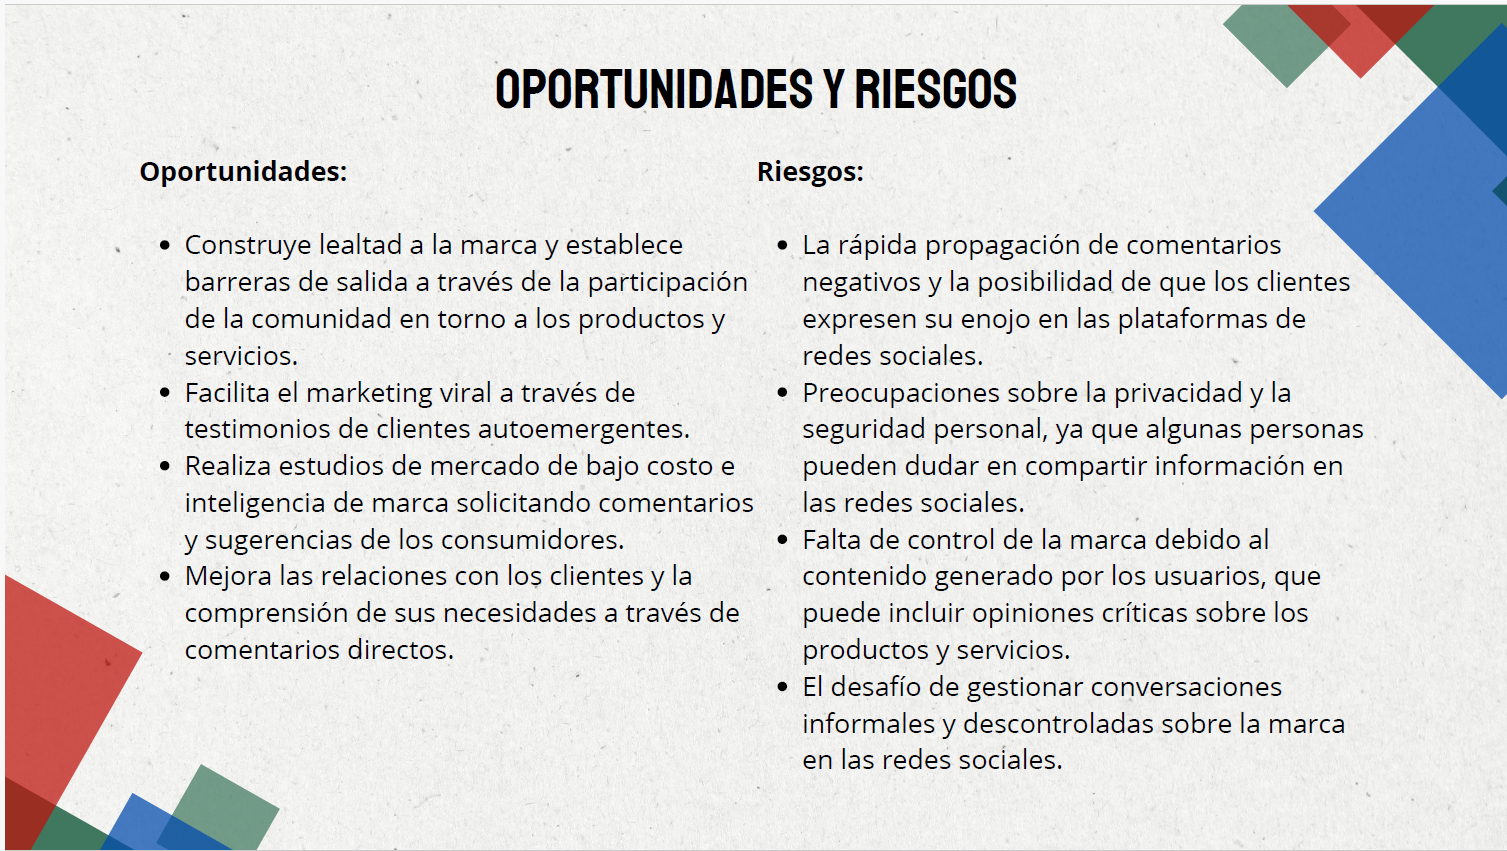 OPORTUNIDADES Y RIESGOS
Oportunidades:
• Construye lealtad a la marca y establece
barreras de salida a través de la participación
de la comunidad en torno a los productos y
servicios.
• Facilita el marketing viral a través de
testimonios de clientes autoemergentes.
• Realiza estudios de mercado de bajo costo e
inteligencia de marca solicitando comentarios
y sugerencias de los consumidores.
• Mejora las relaciones con los clientes y la
comprensión de sus necesidades a través de
comentarios directos.
Riesgos:
• La rápida propagación de comentarios
negativos y la posibilidad de que los clientes
expresen su enojo en las plataformas de
redes sociales.
• Preocupaciones sobre la privacidad y la
seguridad personal, ya que algunas personas
pueden dudar en compartir información en
las redes sociales.
• Falta de control de la marca debido al
contenido generado por los usuarios, que
puede incluir opiniones críticas sobre los
productos y servicios.
• El desafío de gestionar conversaciones
informales y descontroladas sobre la marca
en las redes sociales.